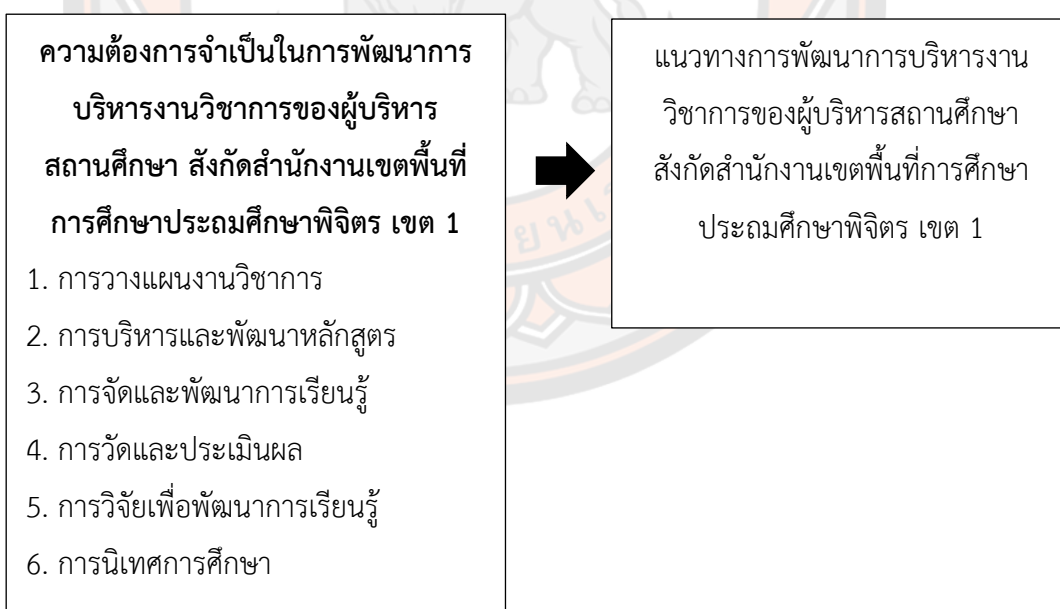 ความต้องการจำเป็นในการพัฒนาการ
บริหารงานวิชาการของผู้บริหาร
สถานศึกษา สังกัดสำนักงานเขตพื้นที่
การศึกษาประถมศึกษาพิจิตร เขต 1
1. การวางแผนงานวิชาการ
2. การบริหารและพัฒนาหลักสูตร
3. การจัดและพัฒนาการเรียนรู้
4. การวัดและประเมินผล
5. การวิจัยเพื่อพัฒนาการเรียนรู้
6. การนิเทศการศึกษา
แนวทางการพัฒนาการบริหารงาน
วิชาการของผู้บริหารสถานศึกษา
สังกัดสำนักงานเขตพื้นที่การศึกษา
ประถมศึกษาพิจิตร เขต 1